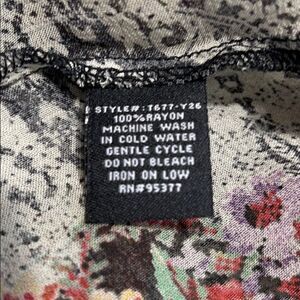 STYLE#: T677-Y26
100%RAYON
MACHINE WASH
IN COLD WATER
GENTLE CYCLE
DO NOT BLEACH
IRON ON LOW
RN#95377